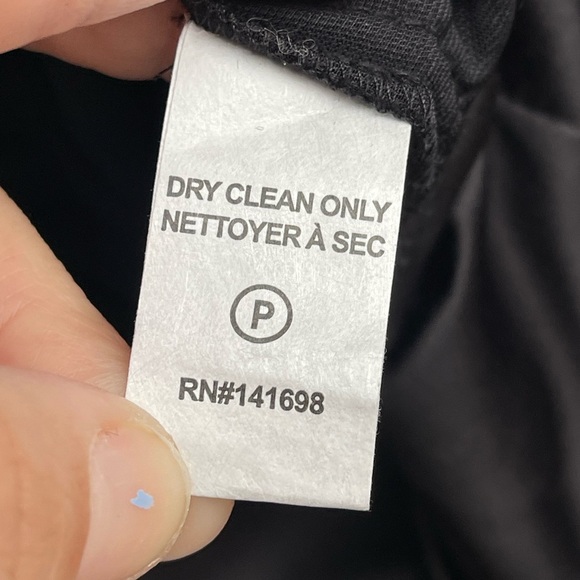 DRY CLEAN ONLY
NETTOYER À SEC
P
RN#141698